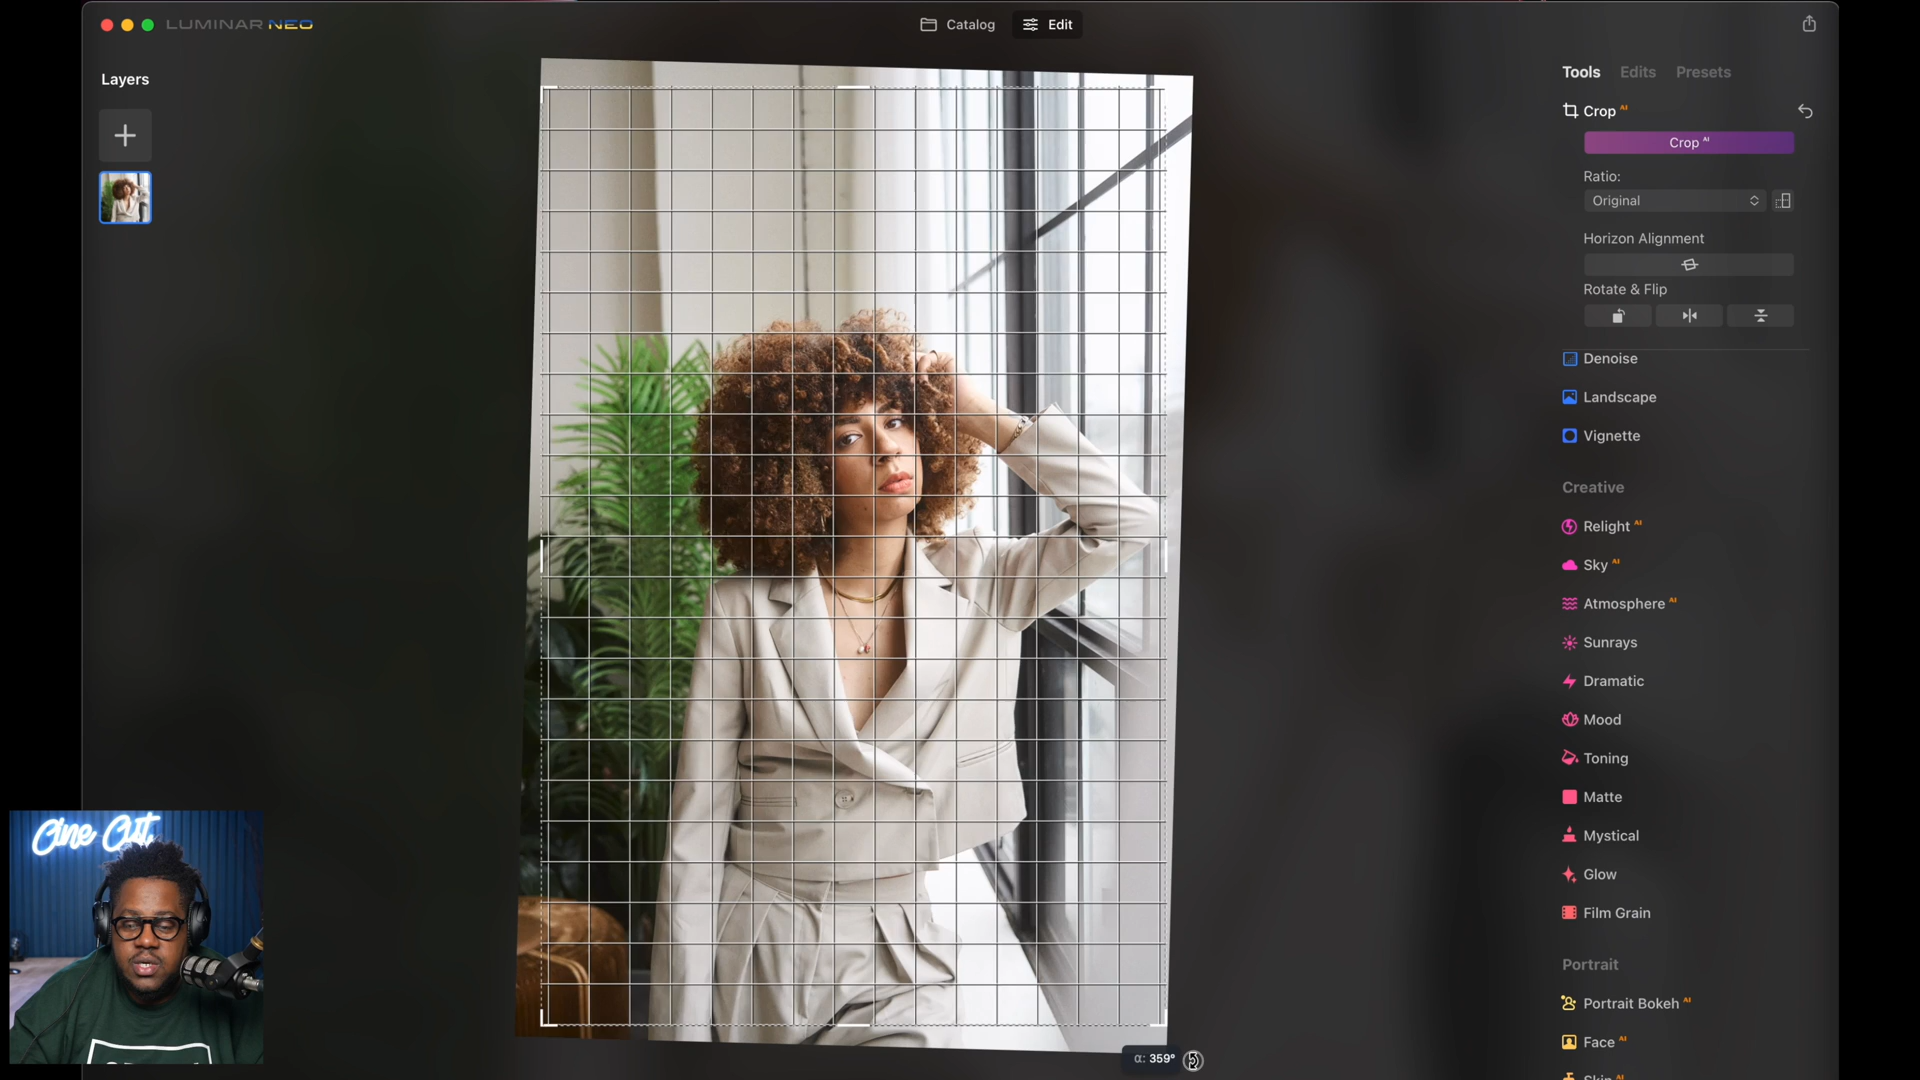 LUMINAR NEO
Catalog
Edit
Layers
Tools Edits Presets
Crop AI
Crop AI
Ratio:
Original
Horizon Alignment
Rotate & Flip
Denoise
Landscape
Vignette
Creative
Relight AI
Sky AI
Atmosphere AI
Sunrays
Dramatic
Mood
Toning
Matte
Mystical
Glow
Film Grain
Portrait
Portrait Bokeh AI
Face AI
Skin AI
Cine Cut
α: 359°